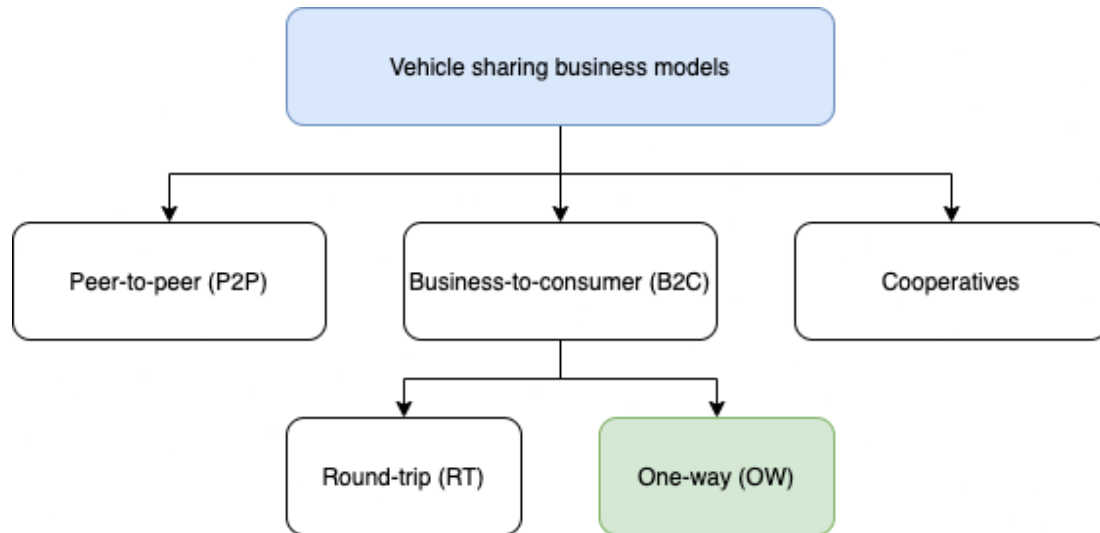 Vehicle sharing business models
Peer-to-peer (P2P)
Business-to-consumer (B2C)
Cooperatives
Round-trip (RT)
One-way (OW)